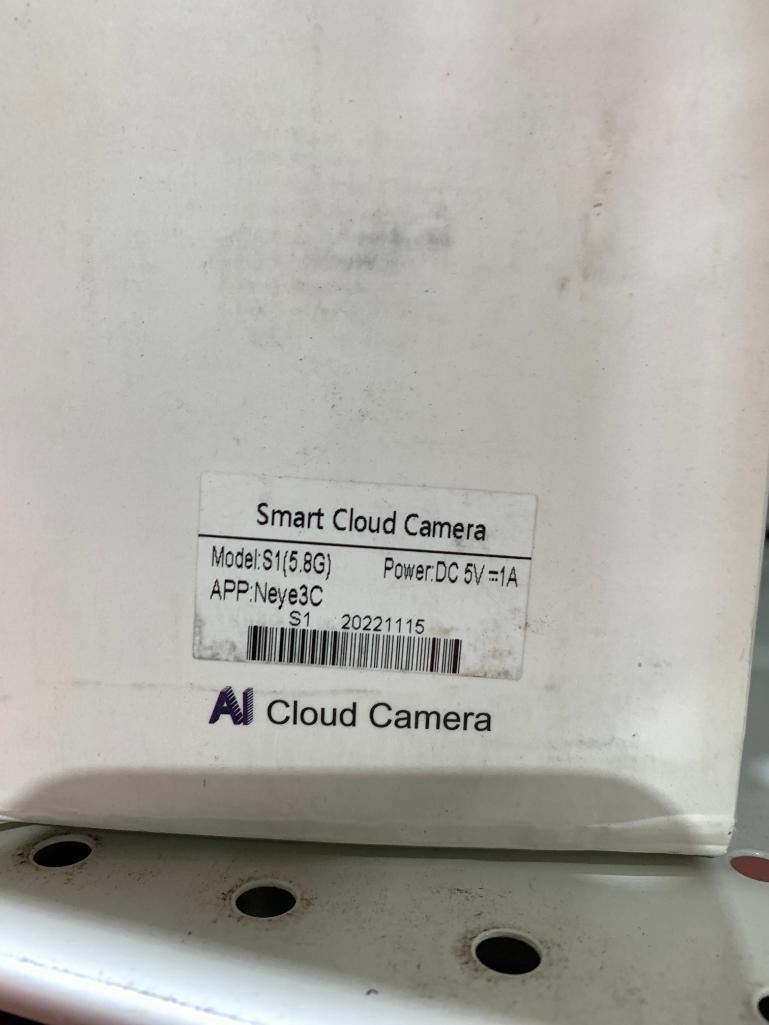 Smart Cloud Camera
Model:S1(5.8G) Power:DC 5V⎓1A
APP:Neye3C
S1 20221115
AI Cloud Camera